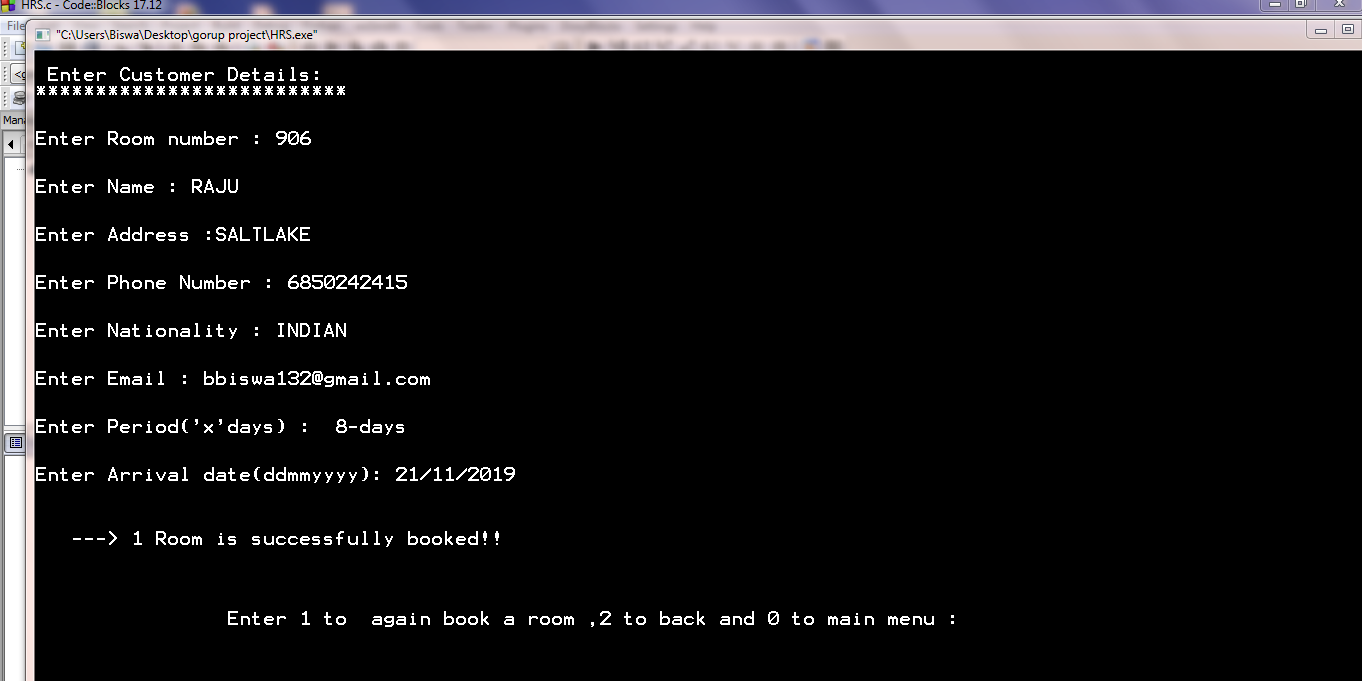 HRS.c - Code::Blocks 17.12
File
"C:\Users\Biswa\Desktop\gorup project\HRS.exe"
Mana
Enter Customer Details:
**************************
Enter Room number : 906
Enter Name : RAJU
Enter Address :SALTLAKE
Enter Phone Number : 6850242415
Enter Nationality : INDIAN
Enter Email : bbiswa132@gmail.com
Enter Period('x'days) :  8-days
Enter Arrival date(ddmmyyyy): 21/11/2019
---> 1 Room is successfully booked!!
Enter 1 to  again book a room ,2 to back and 0 to main menu :